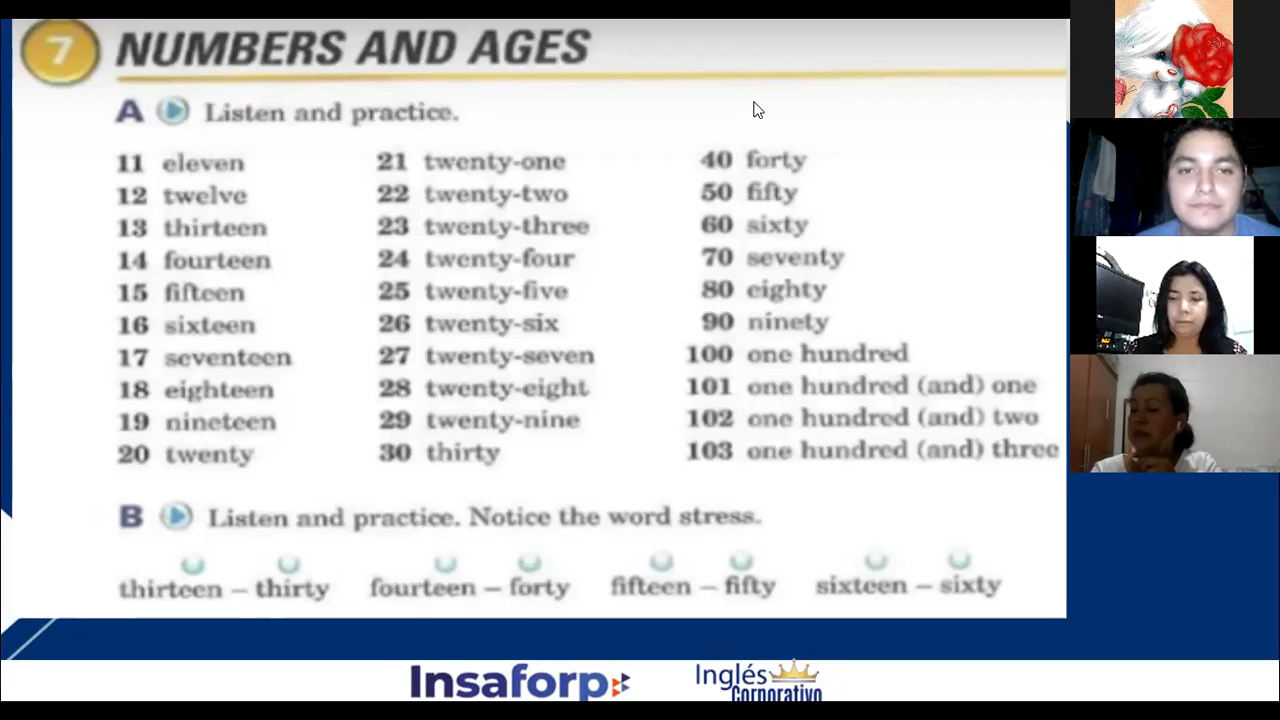 7 NUMBERS AND AGES
A Listen and practice.
11 eleven 21 twenty-one 40 forty
12 twelve 22 twenty-two 50 fifty
13 thirteen 23 twenty-three 60 sixty
14 fourteen 24 twenty-four 70 seventy
15 fifteen 25 twenty-five 80 eighty
16 sixteen 26 twenty-six 90 ninety
17 seventeen 27 twenty-seven 100 one hundred
18 eighteen 28 twenty-eight 101 one hundred (and) one
19 nineteen 29 twenty-nine 102 one hundred (and) two
20 twenty 30 thirty 103 one hundred (and) three
B Listen and practice. Notice the word stress.
thirteen – thirty fourteen – forty fifteen – fifty sixteen – sixty
Insaforp Inglés
Corporativo